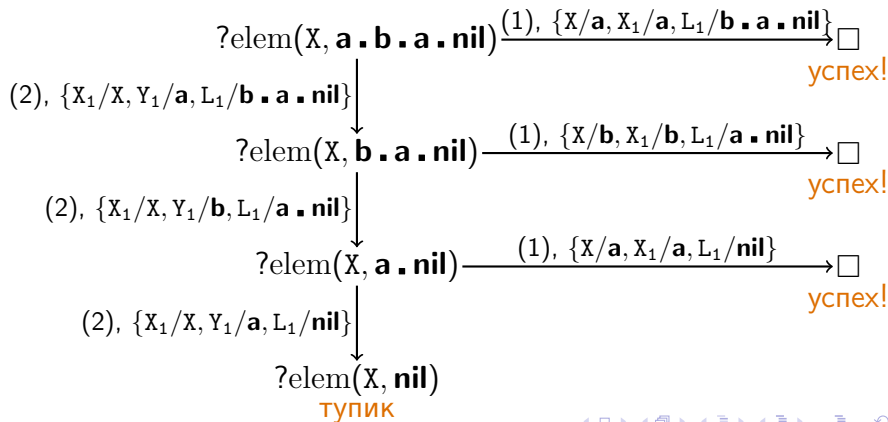 ?elem(X, a.b.a.nil) (1), {X/a, X₁/a, L₁/b.a.nil} □
успех!
(2), {X₁/X, Y₁/a, L₁/b.a.nil}
?elem(X, b.a.nil) (1), {X/b, X₁/b, L₁/a.nil} □
успех!
(2), {X₁/X, Y₁/b, L₁/a.nil}
?elem(X, a.nil) (1), {X/a, X₁/a, L₁/nil} □
успех!
(2), {X₁/X, Y₁/a, L₁/nil}
?elem(X, nil)
тупик